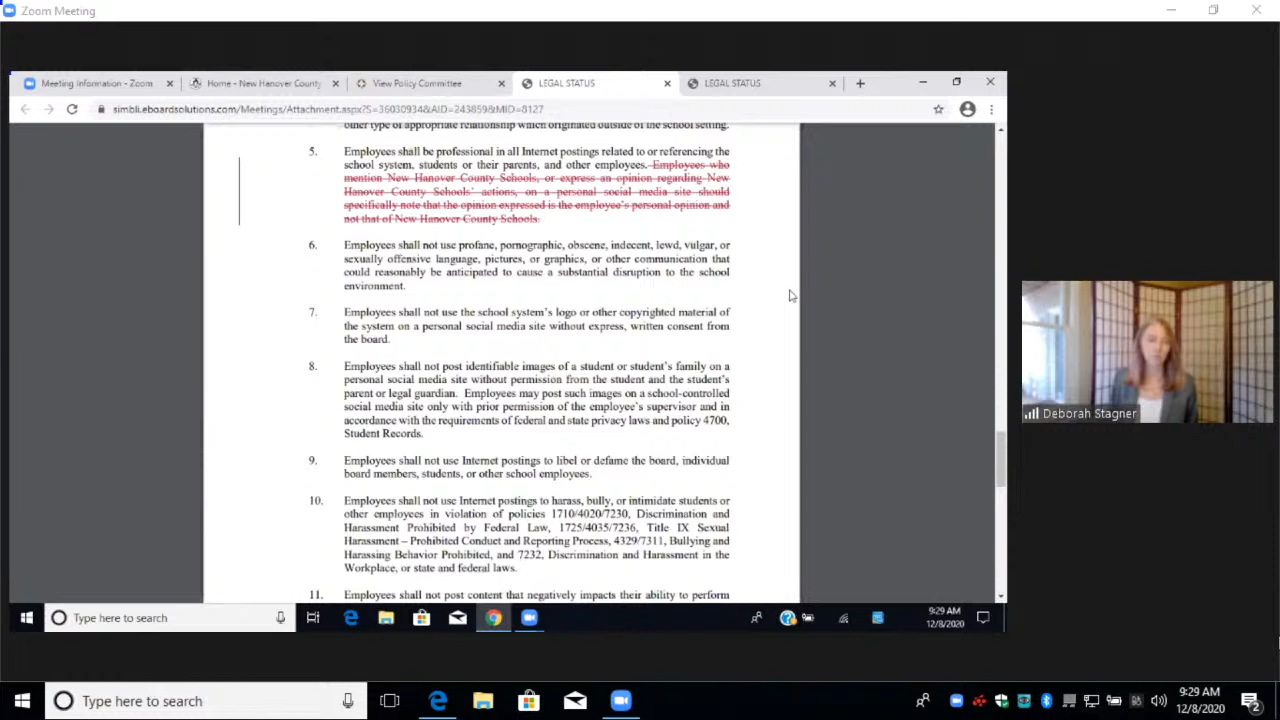 Zoom Meeting
Meeting Information - Zoom
Home - New Hanover County
View Policy Committee
LEGAL STATUS
LEGAL STATUS
simbli.eboardsolutions.com/Meetings/Attachment.aspx?S=36030934&AID=243859&MID=8127
other type of appropriate relationship which originated outside of the school setting.
5. Employees shall be professional in all Internet postings related to or referencing the
school system, students or their parents, and other employees. Employees who
mention New Hanover County Schools, or express an opinion regarding New
Hanover County Schools' actions, on a personal social media site should
specifically note that the opinion expressed is the employee's personal opinion and
not that of New Hanover County Schools.
6. Employees shall not use profane, pornographic, obscene, indecent, lewd, vulgar, or
sexually offensive language, pictures, or graphics, or other communication that
could reasonably be anticipated to cause a substantial disruption to the school
environment.
7. Employees shall not use the school system's logo or other copyrighted material of
the system on a personal social media site without express, written consent from
the board.
8. Employees shall not post identifiable images of a student or student's family on a
personal social media site without permission from the student and the student's
parent or legal guardian. Employees may post such images on a school-controlled
social media site only with prior permission of the employee's supervisor and in
accordance with the requirements of federal and state privacy laws and policy 4700,
Student Records.
9. Employees shall not use Internet postings to libel or defame the board, individual
board members, students, or other school employees.
10. Employees shall not use Internet postings to harass, bully, or intimidate students or
other employees in violation of policies 1710/4020/7230, Discrimination and
Harassment Prohibited by Federal Law, 1725/4035/7236, Title IX Sexual
Harassment – Prohibited Conduct and Reporting Process, 4329/7311, Bullying and
Harassing Behavior Prohibited, and 7232, Discrimination and Harassment in the
Workplace, or state and federal laws.
11. Employees shall not post content that negatively impacts their ability to perform
Deborah Stagner
Type here to search
9:29 AM
12/8/2020
Type here to search
9:29 AM
12/8/2020
2